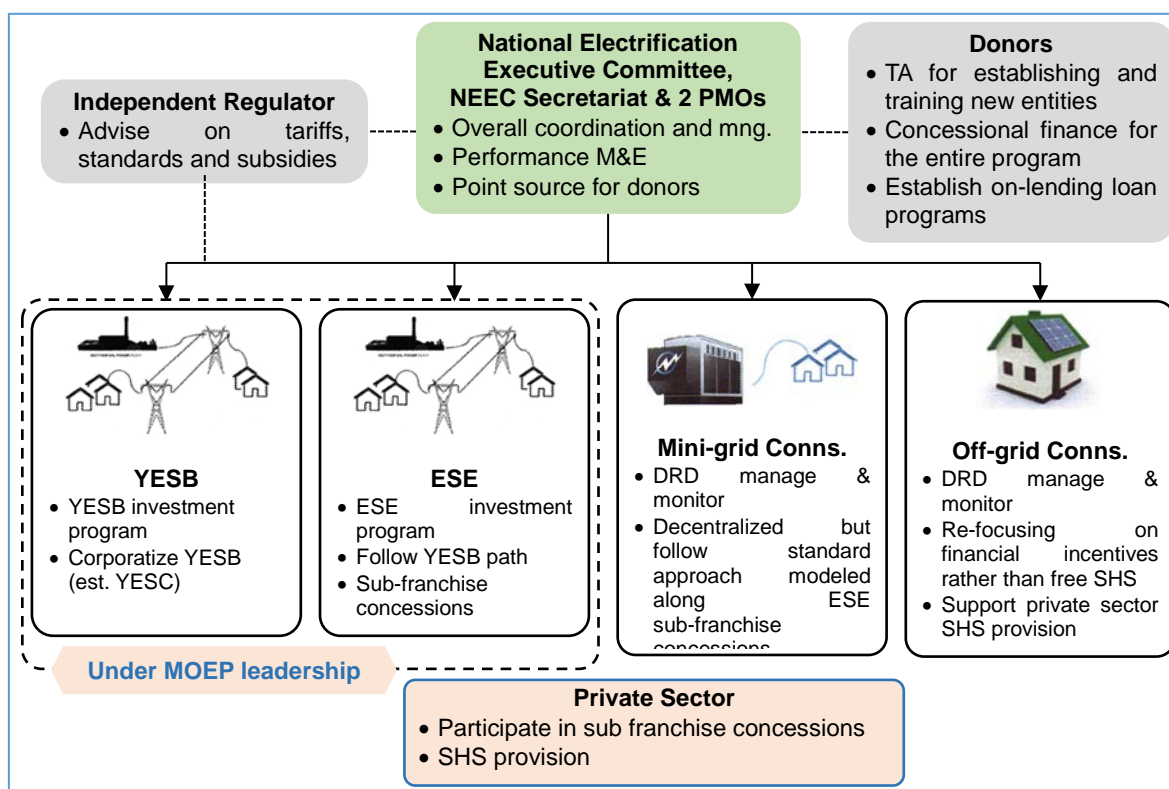 National Electrification
Executive Committee,
NEEC Secretariat & 2 PMOs
• Overall coordination and mng.
• Performance M&E
• Point source for donors
Independent Regulator
• Advise on tariffs,
standards and subsidies
Donors
• TA for establishing and
training new entities
• Concessional finance for
the entire program
• Establish on-lending loan
programs
YESB
• YESB investment
program
• Corporatize YESB
(est. YESC)
ESE
• ESE investment
program
• Follow YESB path
• Sub-franchise
concessions
Mini-grid Conns.
• DRD manage &
monitor
• Decentralized but
follow standard
approach modeled
along ESE
sub-franchise
concessions
Off-grid Conns.
• DRD manage &
monitor
• Re-focusing on
financial incentives
rather than free SHS
• Support private sector
SHS provision
Under MOEP leadership
Private Sector
• Participate in sub franchise concessions
• SHS provision